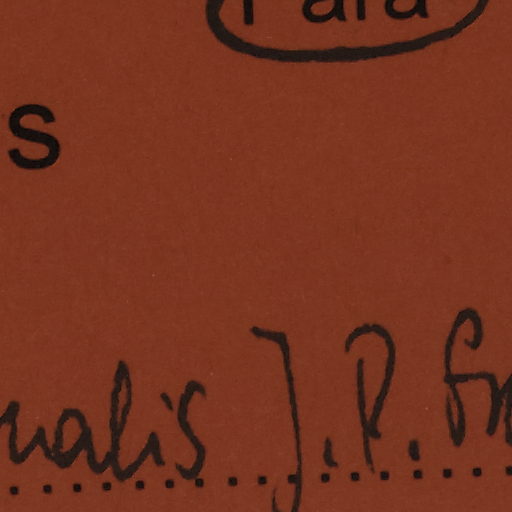 Para
s
nalis J. P.